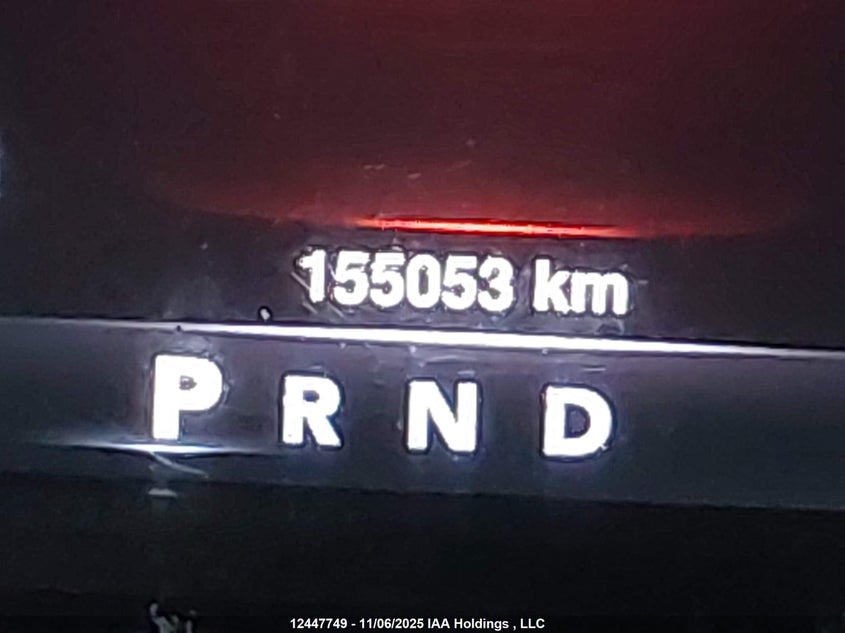 155053 km
P R N D
12447749 - 11/06/2025 IAA Holdings , LLC